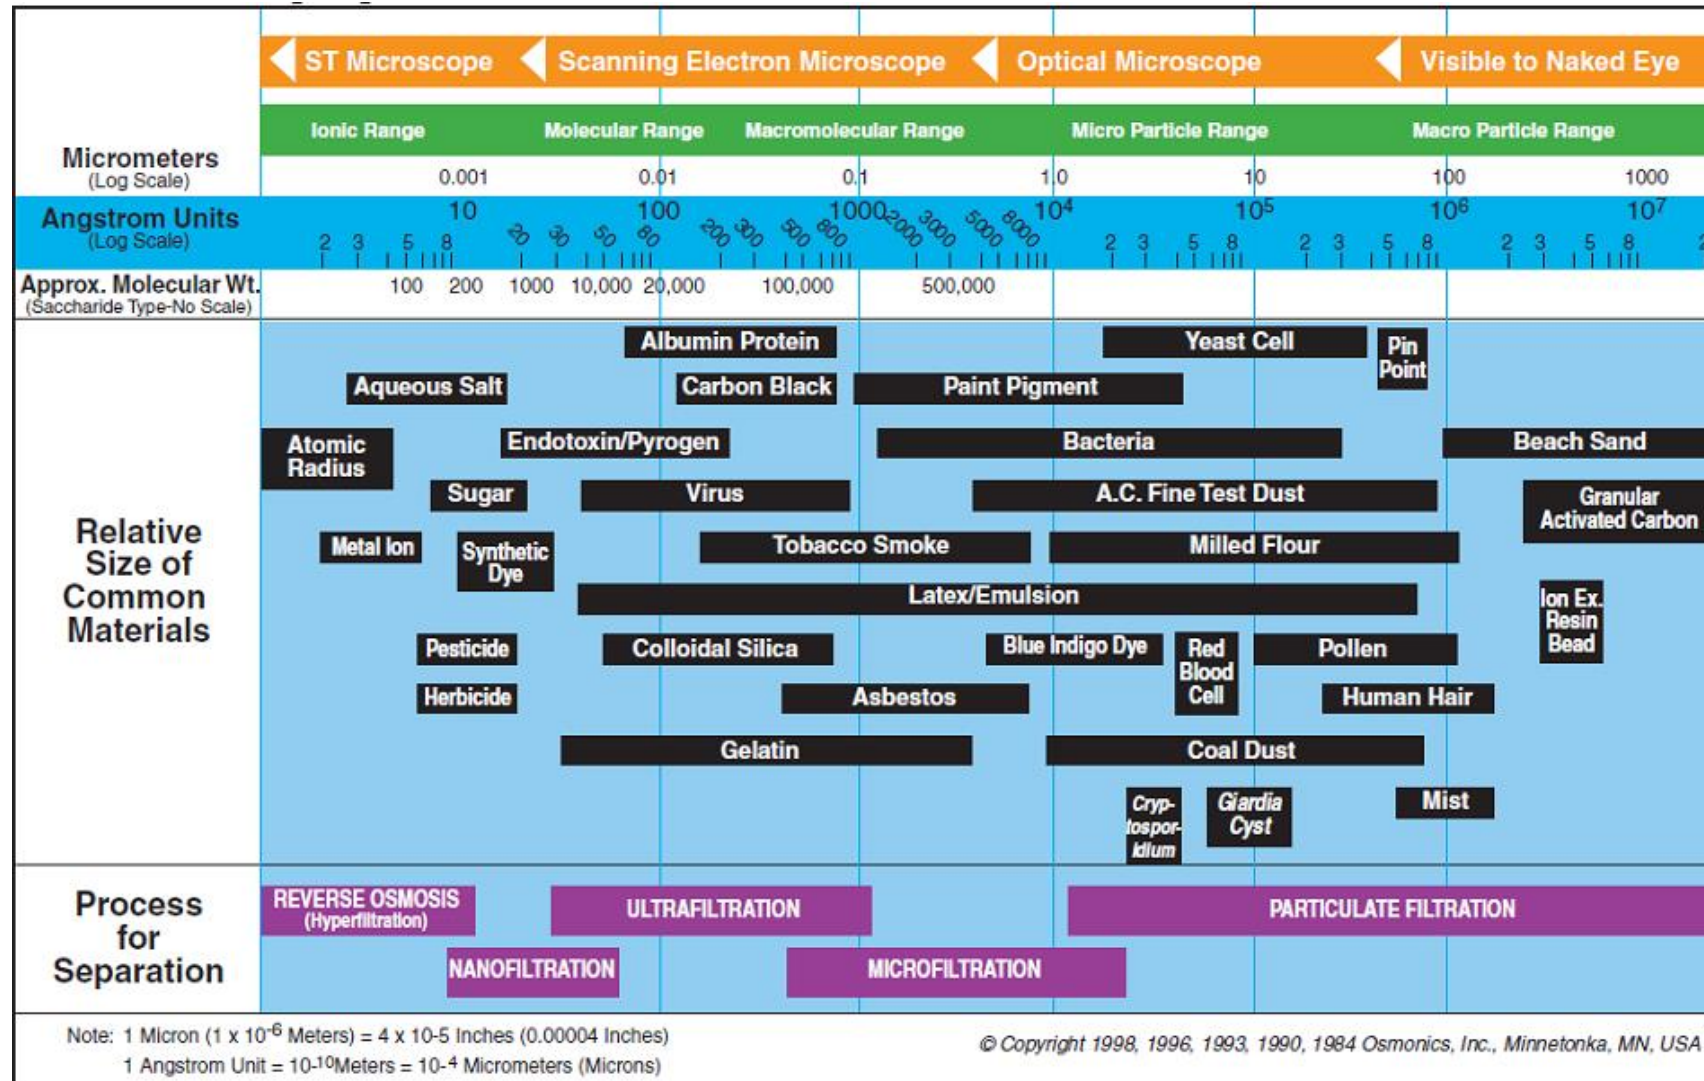 ST Microscope Scanning Electron Microscope Optical Microscope Visible to Naked Eye
Ionic Range Molecular Range Macromolecular Range Micro Particle Range Macro Particle Range
Micrometers
(Log Scale)
0.001 0.01 0.1 1.0 10 100 1000
Angstrom Units
(Log Scale)
10 100 1000 10⁴ 10⁵ 10⁶ 10⁷
2 3 5 8 20 30 50 80 200 300 500 800 2000 3000 5000 8000 2 3 5 8 2 3 5 8 2 3 5 8 2
Approx. Molecular Wt.
(Saccharide Type-No Scale)
100 200 1000 10,000 20,000 100,000 500,000
Relative
Size of
Common
Materials
Albumin Protein
Yeast Cell
Pin
Point
Aqueous Salt
Carbon Black
Paint Pigment
Atomic
Radius
Endotoxin/Pyrogen
Bacteria
Beach Sand
Sugar
Virus
A.C. Fine Test Dust
Granular
Activated Carbon
Metal Ion
Synthetic
Dye
Tobacco Smoke
Milled Flour
Latex/Emulsion
Ion Ex.
Resin
Bead
Pesticide
Colloidal Silica
Blue Indigo Dye
Red
Blood
Cell
Pollen
Herbicide
Asbestos
Human Hair
Gelatin
Coal Dust
Cryp-
tospor-
idium
Giardia
Cyst
Mist
Process
for
Separation
REVERSE OSMOSIS
(Hyperfiltration)
ULTRAFILTRATION
PARTICULATE FILTRATION
NANOFILTRATION
MICROFILTRATION
Note: 1 Micron (1 x 10⁻⁶ Meters) = 4 x 10-5 Inches (0.00004 Inches)
1 Angstrom Unit = 10⁻¹⁰Meters = 10⁻⁴ Micrometers (Microns)
© Copyright 1998, 1996, 1993, 1990, 1984 Osmonics, Inc., Minnetonka, MN, USA